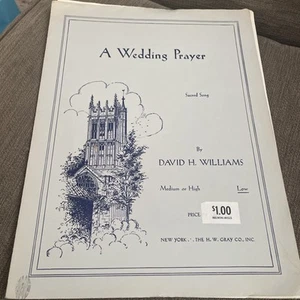 A Wedding Prayer
Sacred Song
By
DAVID H. WILLIAMS
Medium or High
Low
PRICE
$1.00
NEW YORK ∴ THE H. W. GRAY CO., INC.